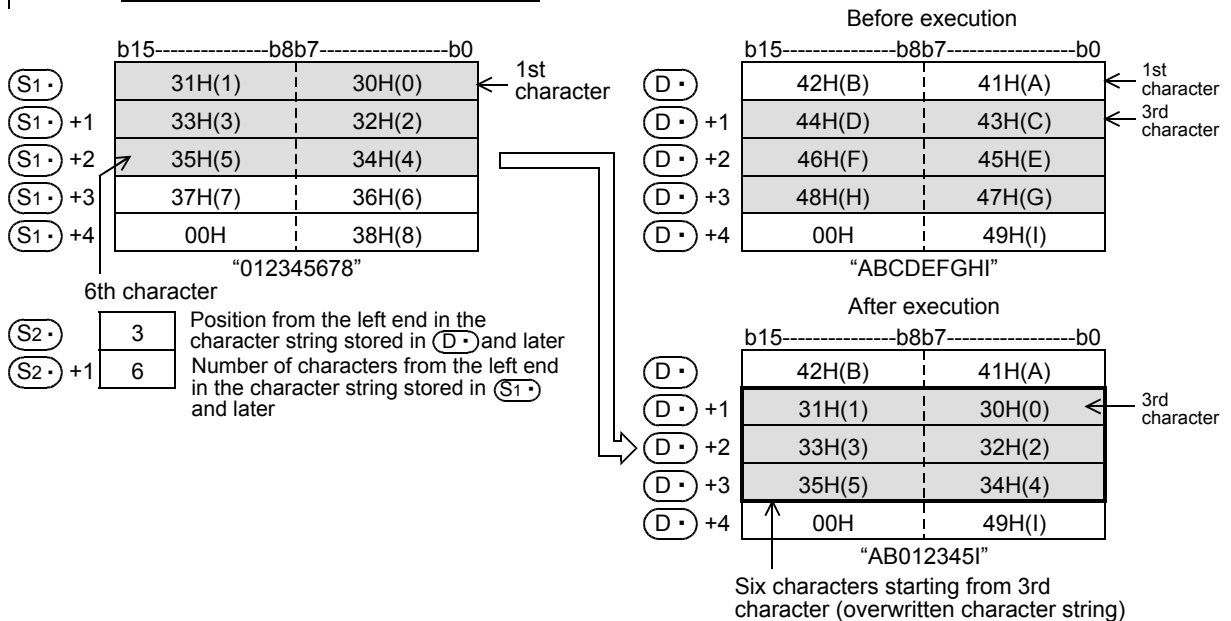 b15---------------b8b7-----------------b0
S1· 31H(1) 30H(0) 1st character
S1· +1 33H(3) 32H(2)
S1· +2 35H(5) 34H(4)
S1· +3 37H(7) 36H(6)
S1· +4 00H 38H(8)
“012345678”
6th character
S2· 3 Position from the left end in the
character string stored in D· and later
S2· +1 6 Number of characters from the left end
in the character string stored in S1·
and later
Before execution
b15---------------b8b7-----------------b0
D· 42H(B) 41H(A) 1st character
D· +1 44H(D) 43H(C) 3rd character
D· +2 46H(F) 45H(E)
D· +3 48H(H) 47H(G)
D· +4 00H 49H(I)
“ABCDEFGHI”
After execution
b15---------------b8b7-----------------b0
D· 42H(B) 41H(A)
D· +1 31H(1) 30H(0) 3rd character
D· +2 33H(3) 32H(2)
D· +3 35H(5) 34H(4)
D· +4 00H 49H(I)
“AB012345I”
Six characters starting from 3rd
character (overwritten character string)